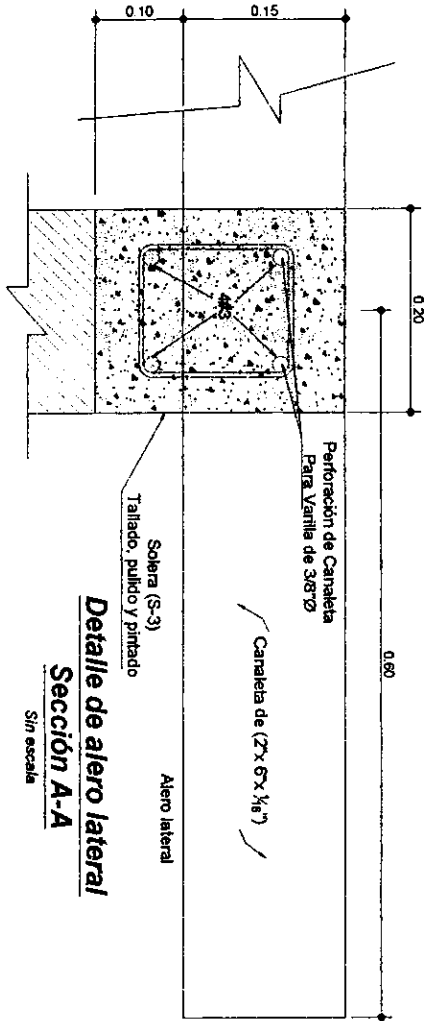 0.10
0.15
0.20
0.60
4#3
Perforación de Canaleta
Para Varilla de 3/8"Ø
Canaleta de (2"x 6"x 1/16")
Solera (S-3)
Tallado, pulido y pintado
Alero lateral
Detalle de alero lateral
Sección A-A
Sin escala